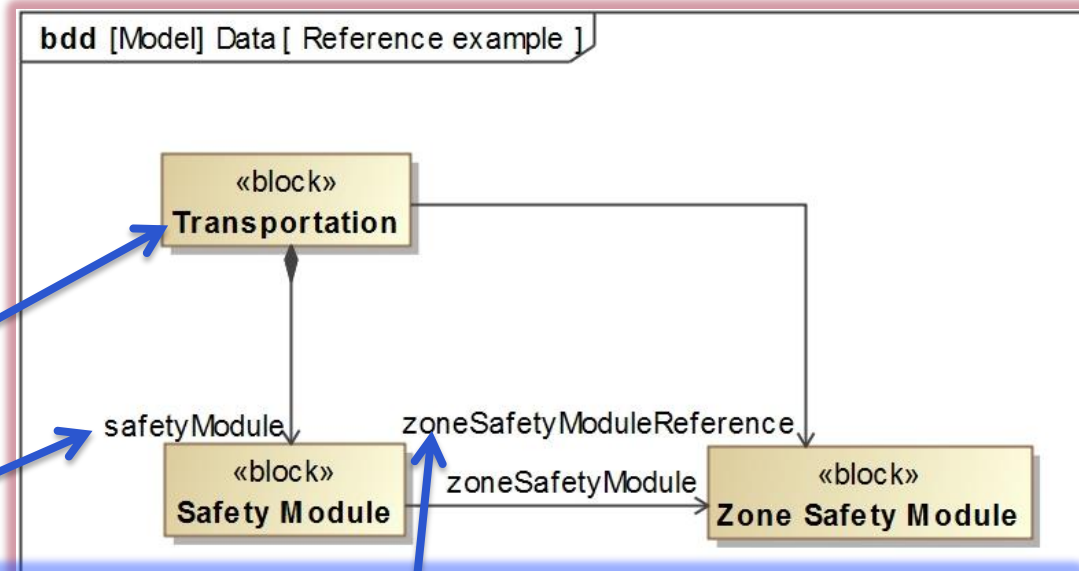 bdd [Model] Data [ Reference example ]
«block»
Transportation
safetyModule
zoneSafetyModuleReference
«block»
Safety Module
zoneSafetyModule
«block»
Zone Safety Module